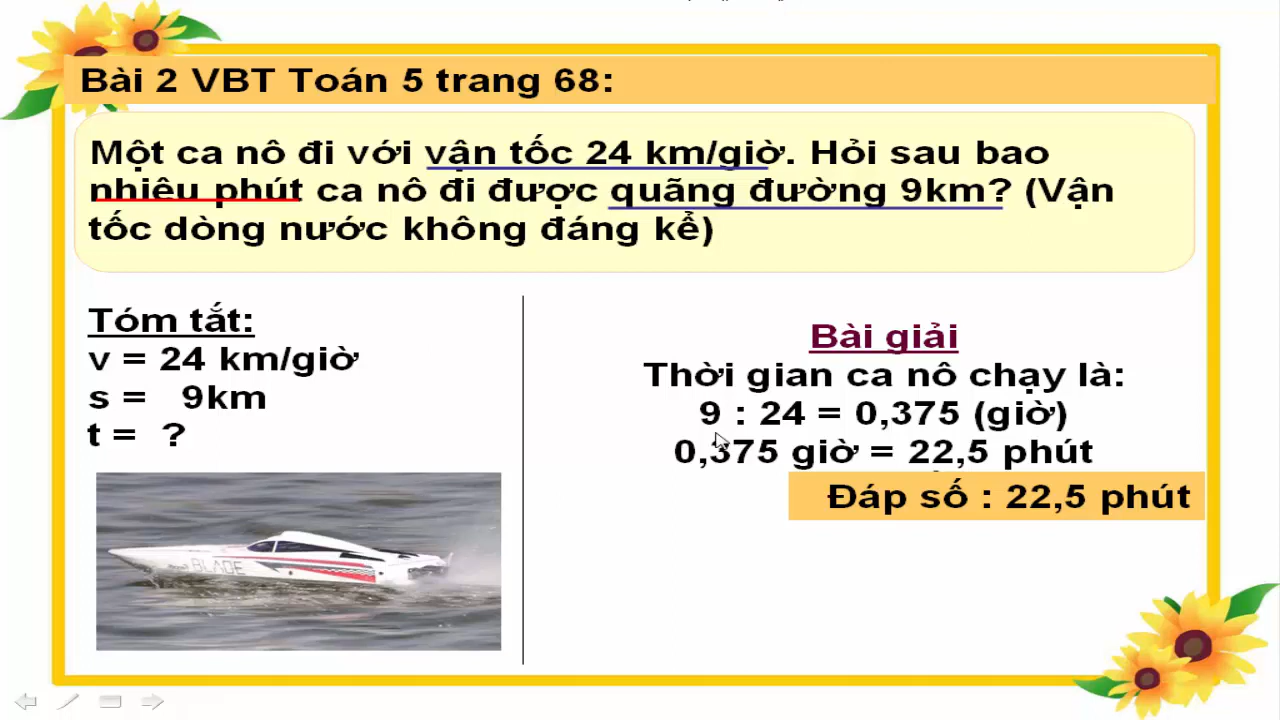 Bài 2 VBT Toán 5 trang 68:
Một ca nô đi với vận tốc 24 km/giờ. Hỏi sau bao
nhiêu phút ca nô đi được quãng đường 9km? (Vận
tốc dòng nước không đáng kể)
Tóm tắt:
v = 24 km/giờ
s = 9km
t = ?
Bài giải
Thời gian ca nô chạy là:
9 : 24 = 0,375 (giờ)
0,375 giờ = 22,5 phút
Đáp số : 22,5 phút
BLADE